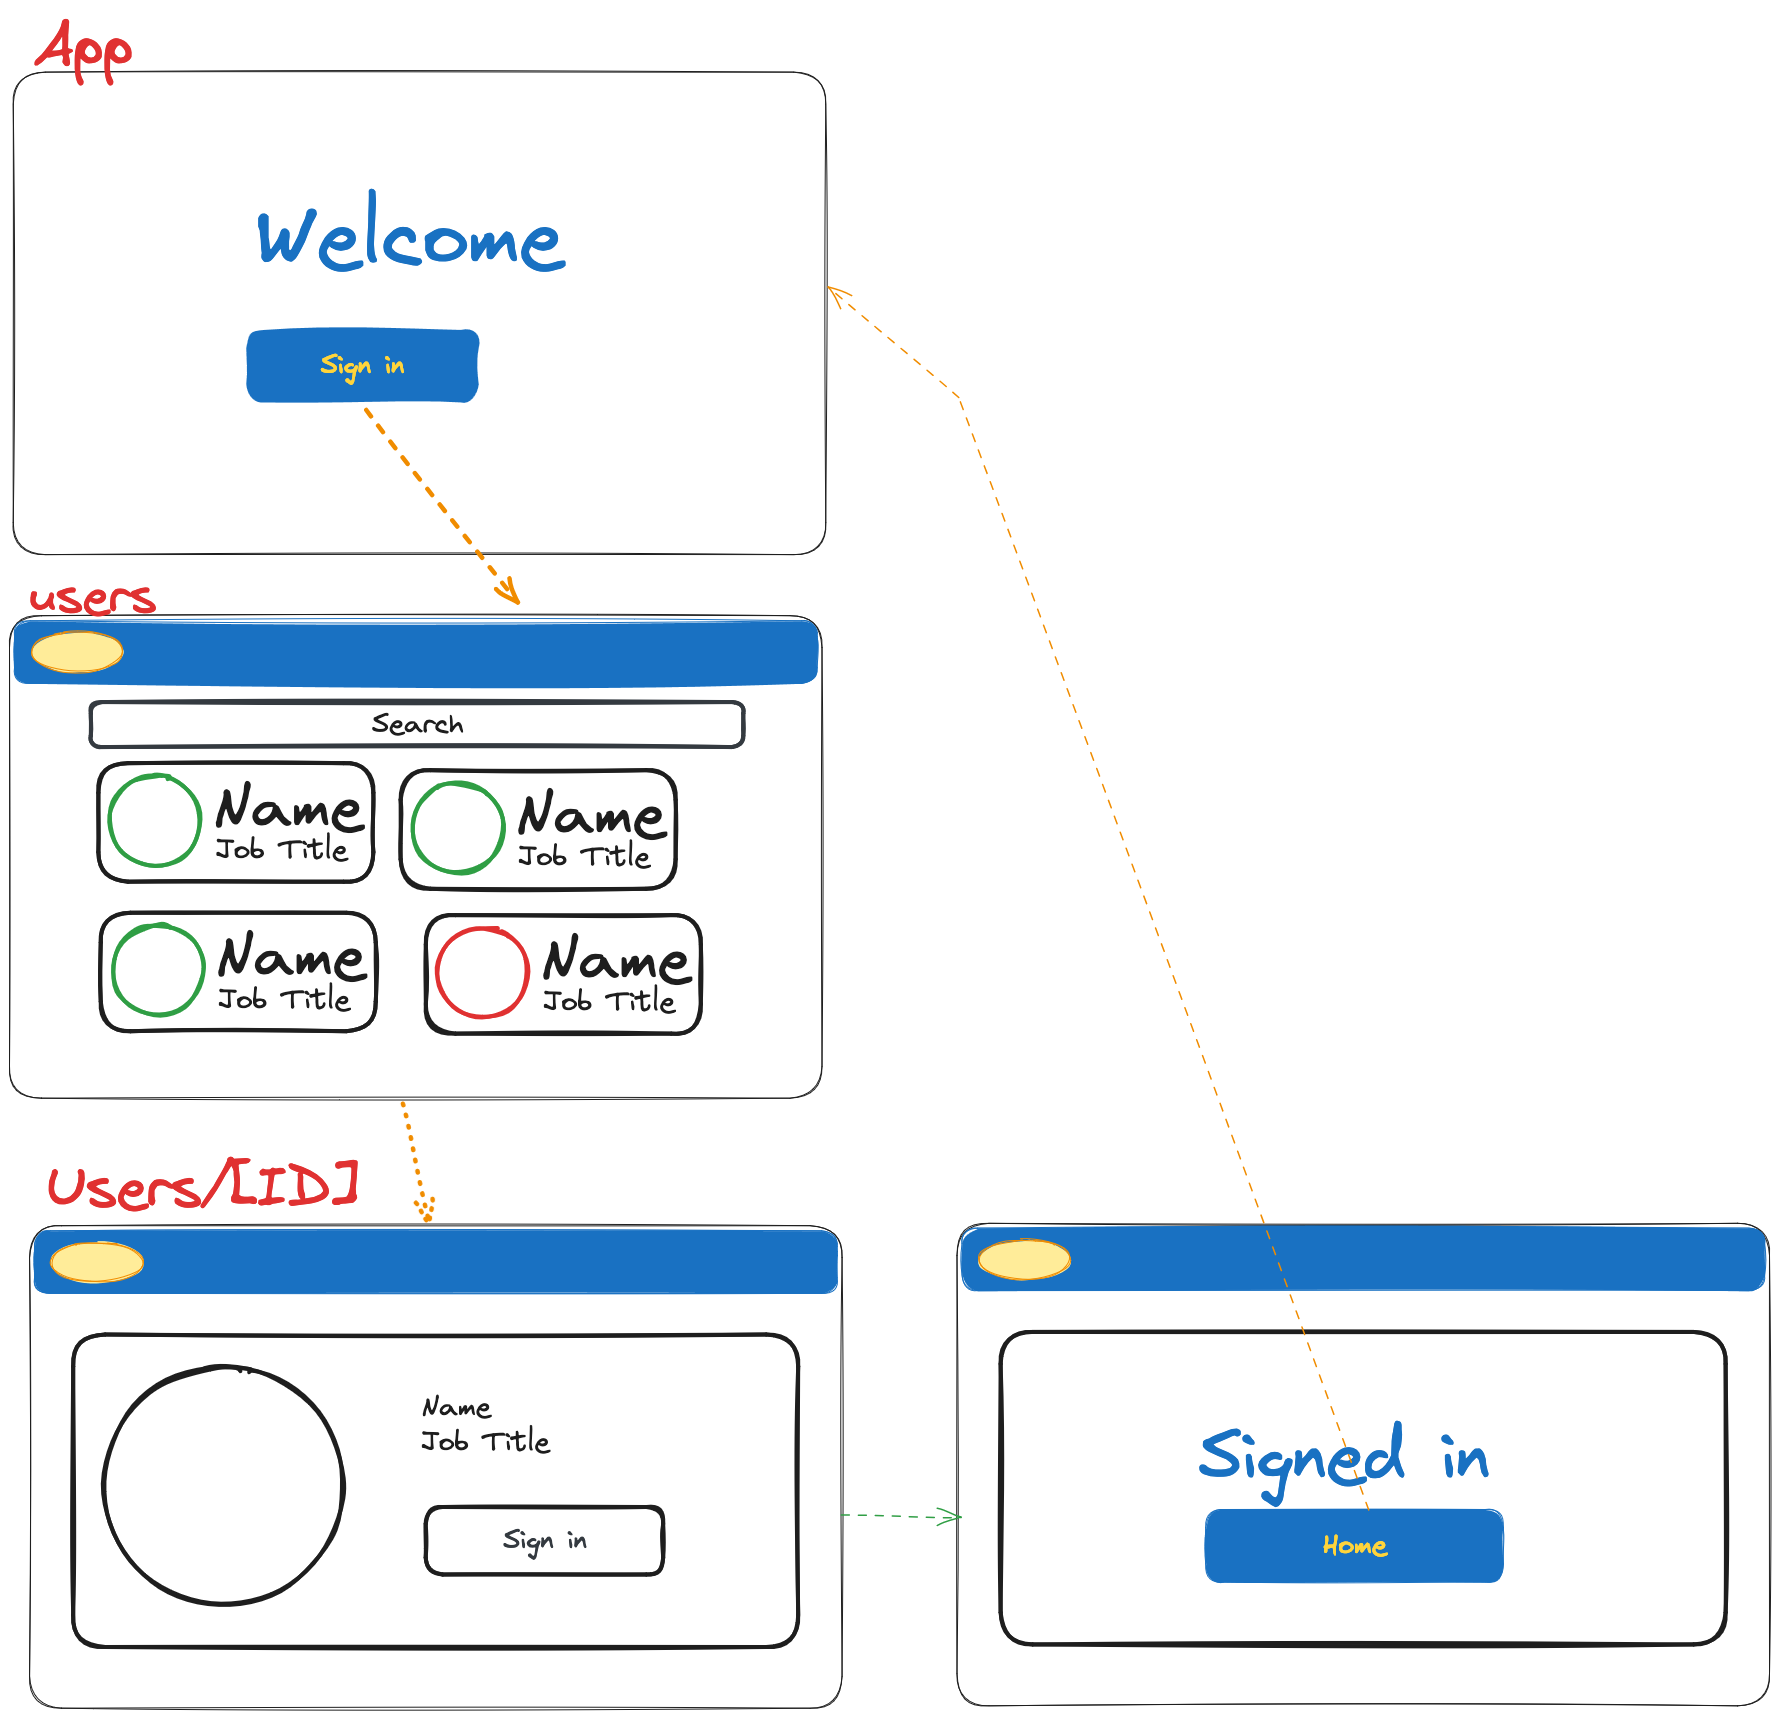 App
Welcome
Sign in
users
Search
Name
Job Title
Name
Job Title
Name
Job Title
Name
Job Title
Users/[ID]
Name
Job Title
Sign in
Signed in
Home